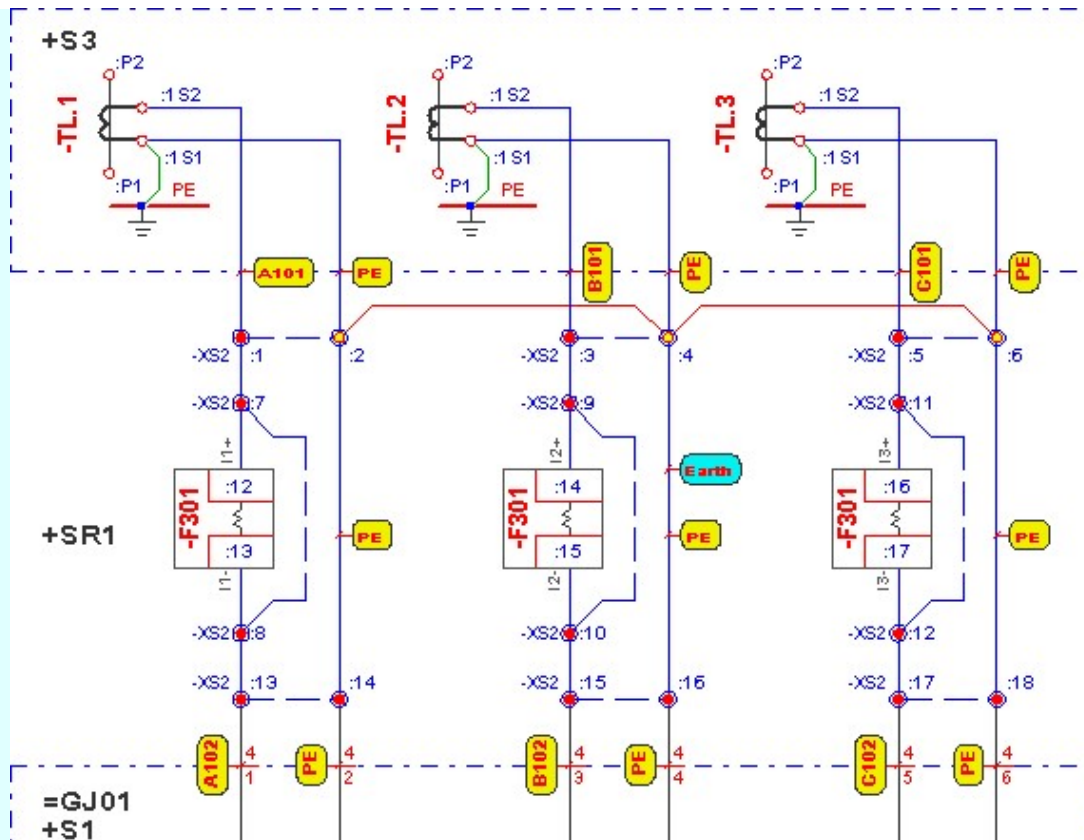 +S3
:P2
:P2
:P2
:1S2
:1S2
:1S2
-TL.1
-TL.2
-TL.3
:1S1
:1S1
:1S1
:P1
PE
:P1
PE
:P1
PE
A101
PE
B101
PE
C101
PE
-XS2 :1
:2
-XS2 :3
:4
-XS2 :5
:6
-XS2 :7
-XS2 :9
-XS2 :11
I1+
I2+
I3+
-F301
:12
:13
-F301
:14
:15
-F301
:16
:17
Earth
+SR1
PE
PE
PE
I1-
I2-
I3-
-XS2 :8
-XS2 :10
-XS2 :12
-XS2 :13
:14
-XS2 :15
:16
-XS2 :17
:18
A102
4
1
PE
4
2
B102
4
3
PE
4
4
C102
4
5
PE
4
6
=GJ01
+S1